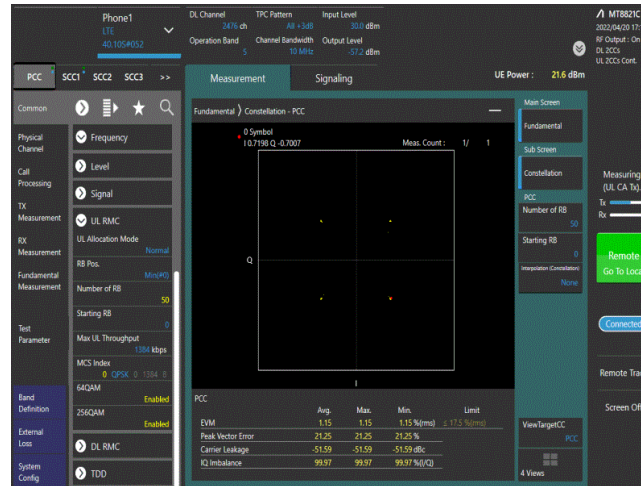 Phone1
LTE
40.105#052
DL Channel
2476 ch
TPC Pattern
All +3dB
Input Level
30.0 dBm
Operation Band
5
Channel Bandwidth
10 MHz
Output Level
-57.2 dBm
MT8821C
2022/04/20 17:
RF Output : On
DL 2CCs
UL 2CCs Cont.
PCC
SCC1
SCC2
SCC3
>>
Measurement
Signaling
UE Power : 21.6 dBm
Common
Physical
Channel
Call
Processing
TX
Measurement
RX
Measurement
Fundamental
Measurement
Test
Parameter
Band
Definition
External
Loss
System
Config
Frequency
Level
Signal
UL RMC
UL Allocation Mode
Normal
RB Pos.
Min(#0)
Number of RB
50
Starting RB
0
Max UL Throughput
1384 kbps
MCS Index
0 QPSK 0 1384 B
64QAM
Enabled
256QAM
Enabled
DL RMC
TDD
Fundamental 》 Constellation - PCC
0 Symbol
I 0.7198 Q -0.7007
Meas. Count : 1/ 1
Q
I
PCC
Avg. Max. Min. Limit
EVM 1.15 1.15 1.15 %(rms) ≤ 17.5 %(rms)
Peak Vector Error 21.25 21.25 21.25 %
Carrier Leakage -51.59 -51.59 -51.59 dBc
IQ Imbalance 99.97 99.97 99.97 %(I/Q)
Main Screen
Fundamental
Sub Screen
Constellation
PCC
Number of RB
50
Starting RB
0
Interpolation (Constellation)
None
ViewTargetCC
PCC
4 Views
Measuring
(UL CA Tx)
Tx
Rx
Remote
Go To Loca
Connected
Remote Trac
Screen Off